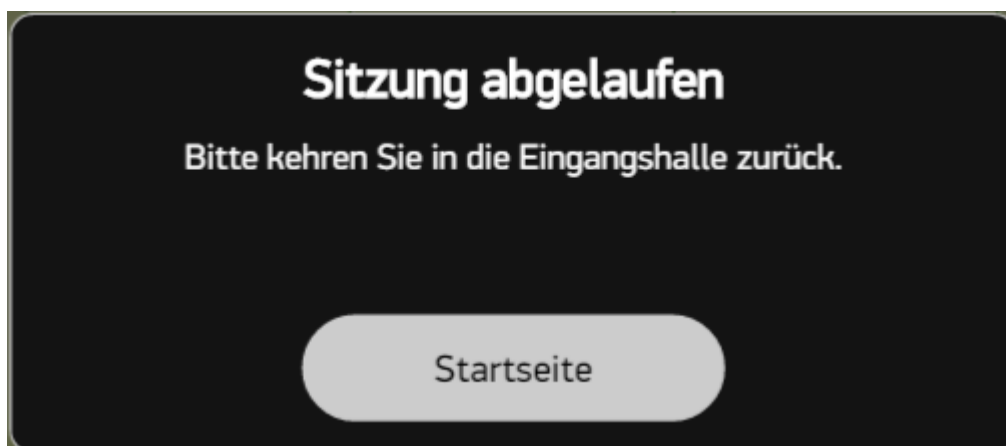 Sitzung abgelaufen
Bitte kehren Sie in die Eingangshalle zurück.
Startseite